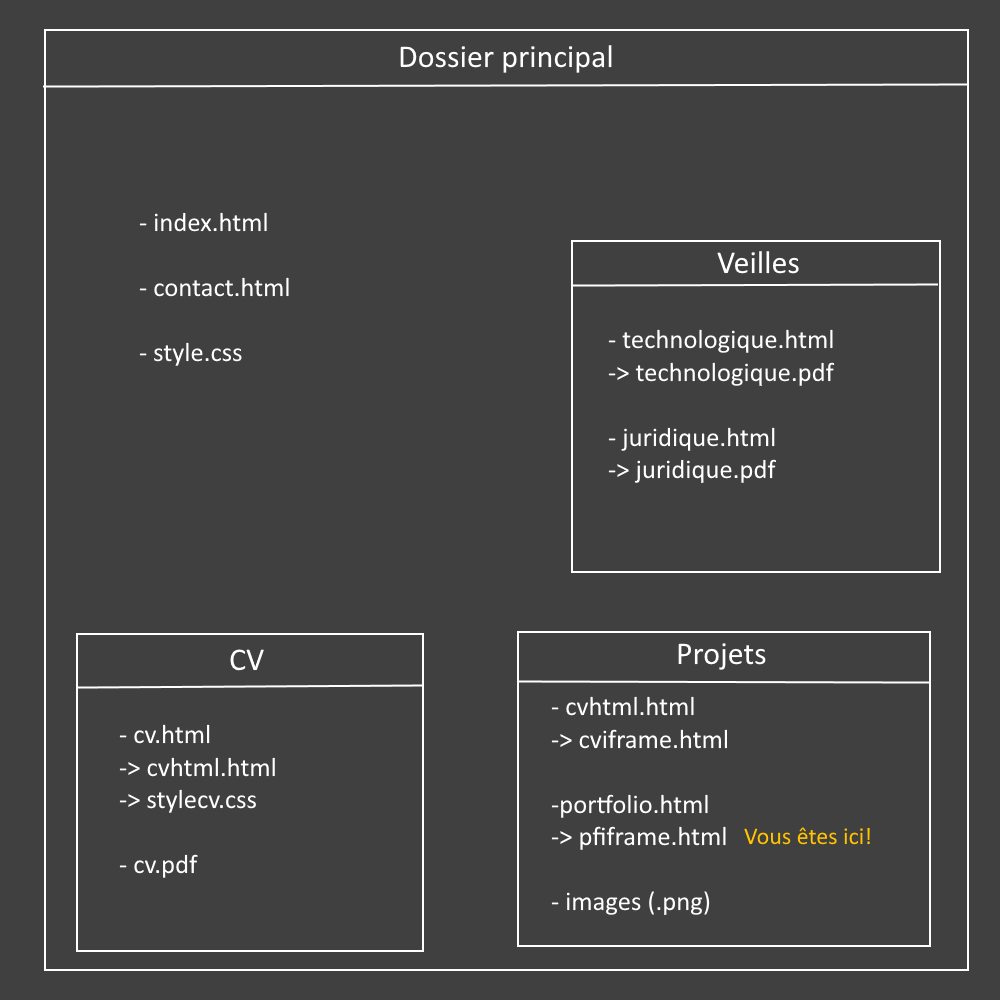 Dossier principal
- index.html
- contact.html
- style.css
Veilles
- technologique.html
-> technologique.pdf
- juridique.html
-> juridique.pdf
CV
- cv.html
-> cvhtml.html
-> stylecv.css
- cv.pdf
Projets
- cvhtml.html
-> cviframe.html
-portfolio.html
-> pfiframe.html Vous êtes ici!
- images (.png)